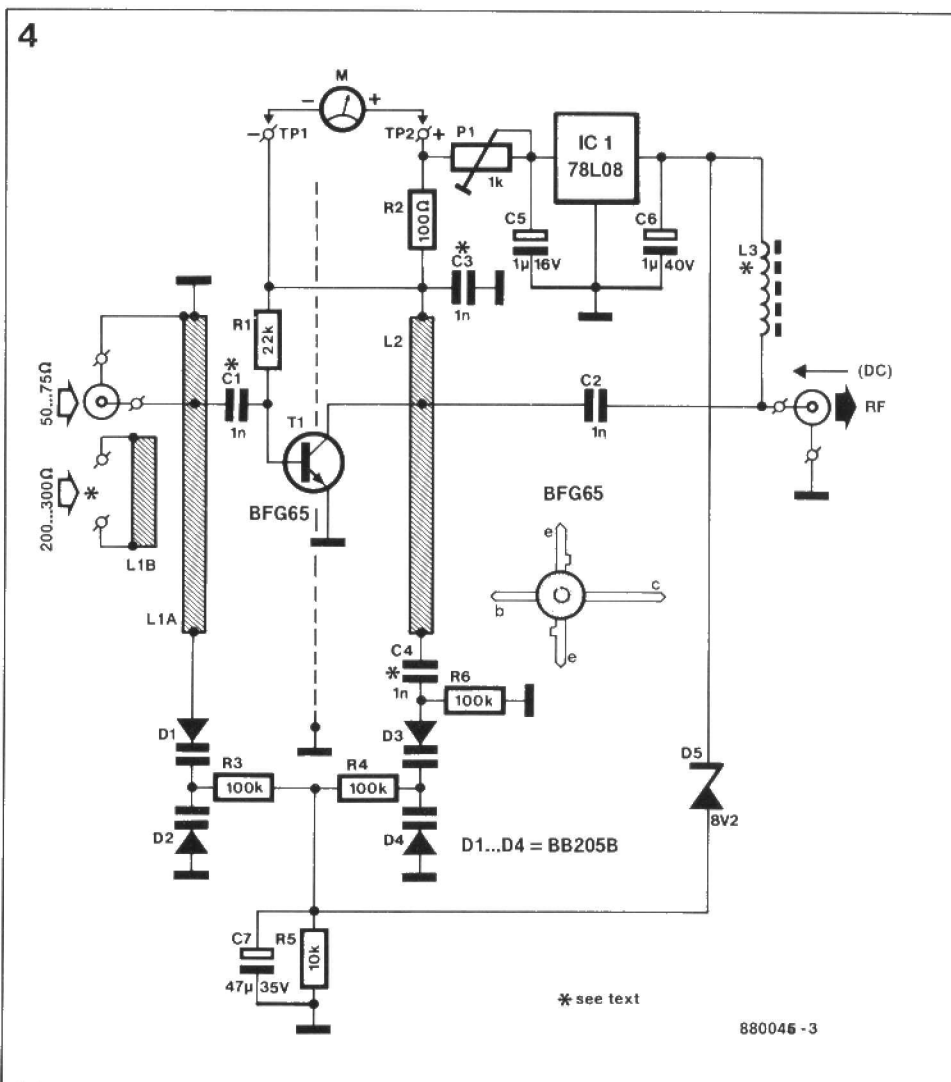 4
M
− +
− TP1
TP2 +
P1
1k
IC 1
78L08
R2
100Ω
C5
1µ 16V
C6
1µ 40V
L3
*
*
C3
1n
R1
22k
L2
50...75Ω
*
C1
1n
C2
1n
(DC)
RF
T1
BFG65
BFG65
200...300Ω
*
L1B
e
b
c
e
L1A
C4
*
1n
R6
100k
D1
D3
R3
100k
R4
100k
D5
8V2
D2
D4
D1...D4 = BB205B
C7
47µ 35V
R5
10k
* see text
880045 - 3